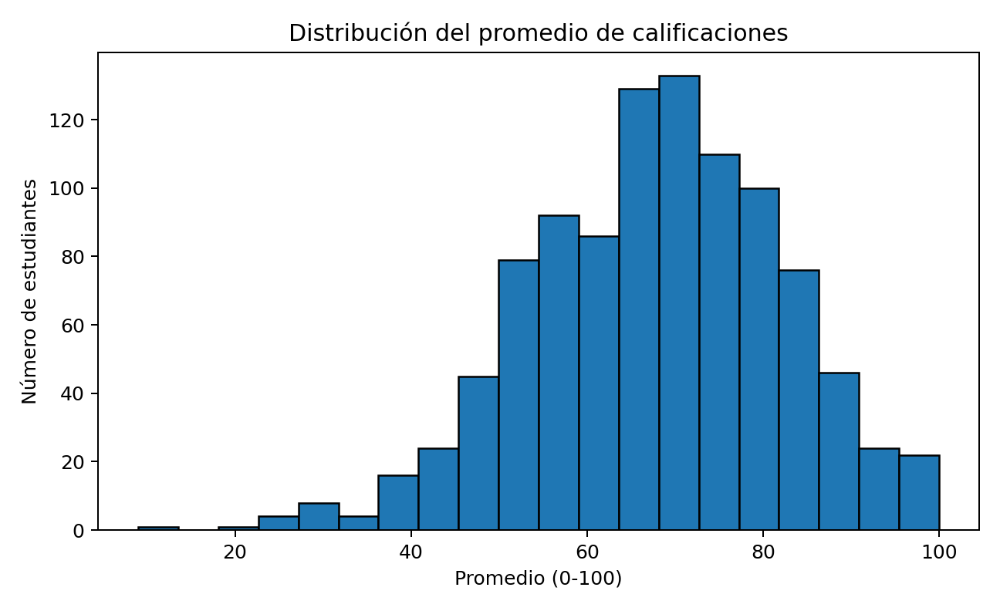 Distribución del promedio de calificaciones
Número de estudiantes
120
100
80
60
40
20
0
20 40 60 80 100
Promedio (0-100)